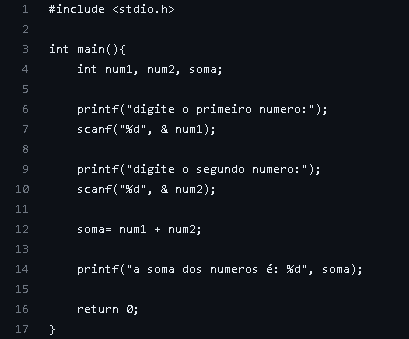 1 #include <stdio.h>
2
3 int main(){
4 int num1, num2, soma;
5
6 printf("digite o primeiro numero:");
7 scanf("%d", & num1);
8
9 printf("digite o segundo numero:");
10 scanf("%d", & num2);
11
12 soma= num1 + num2;
13
14 printf("a soma dos numeros é: %d", soma);
15
16 return 0;
17 }